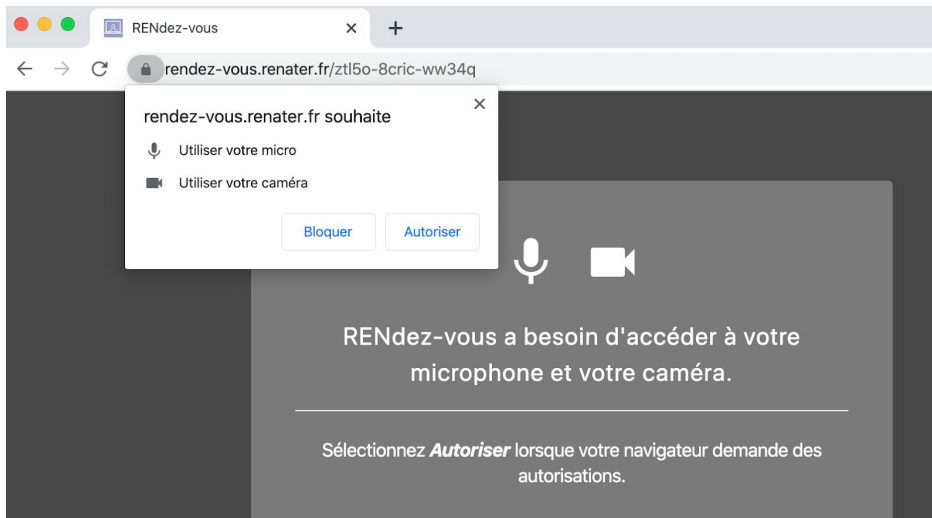 RENdez-vous
rendez-vous.renater.fr/ztl5o-8cric-ww34q
rendez-vous.renater.fr souhaite
Utiliser votre micro
Utiliser votre caméra
Bloquer
Autoriser
RENdez-vous a besoin d'accéder à votre
microphone et votre caméra.
Sélectionnez Autoriser lorsque votre navigateur demande des
autorisations.